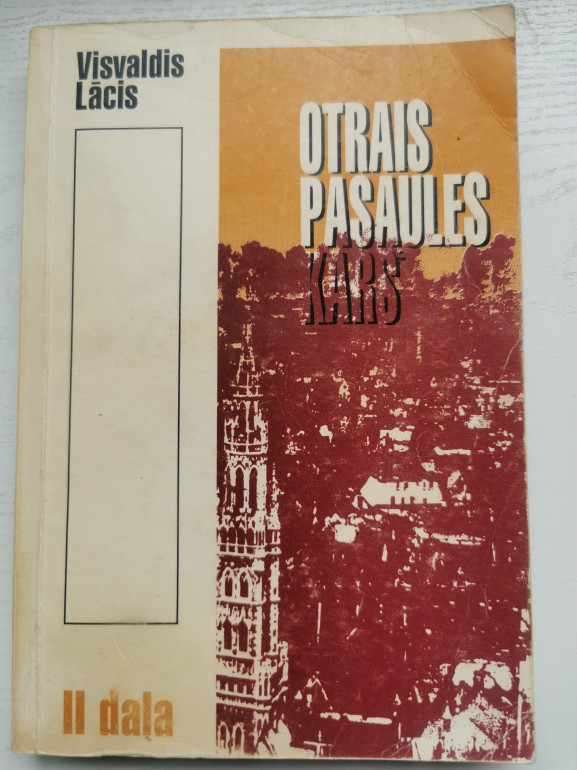 Visvaldis
Lācis
OTRAIS
PASAULES
KARŠ
II daļa